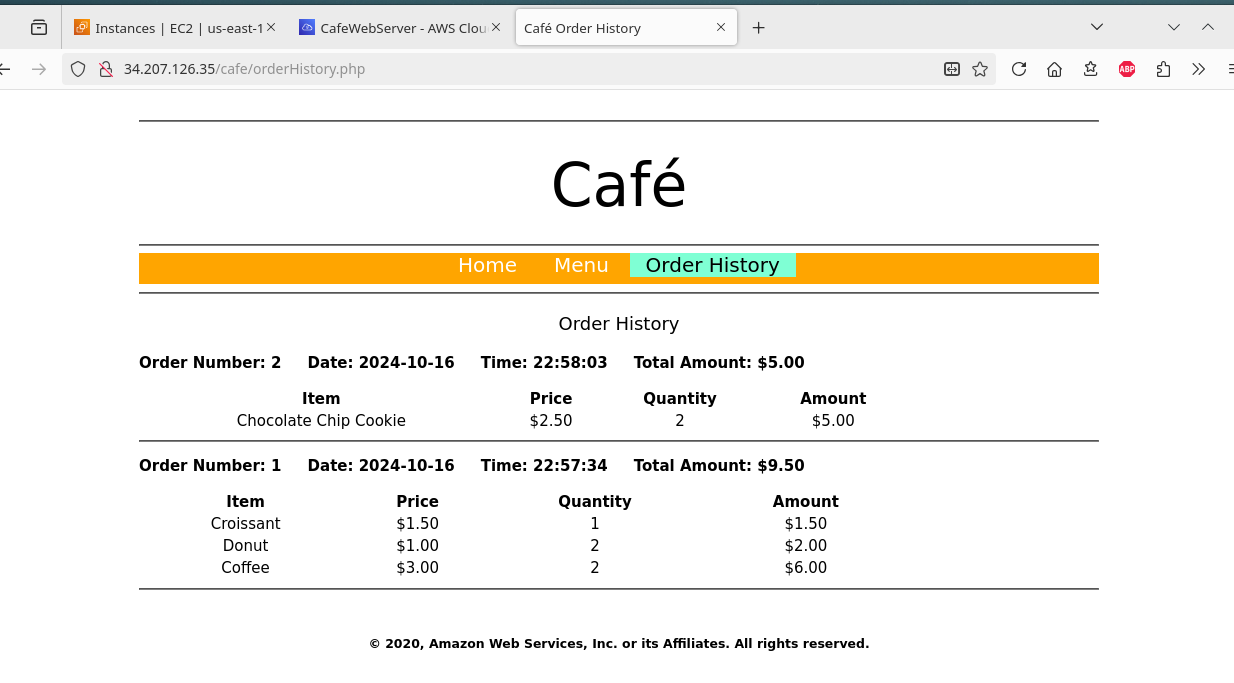 Instances | EC2 | us-east-1
CafeWebServer - AWS Clou
Café Order History
34.207.126.35/cafe/orderHistory.php
ABP
Café
Home Menu Order History
Order History
Order Number: 2 Date: 2024-10-16 Time: 22:58:03 Total Amount: $5.00
Item Price Quantity Amount
Chocolate Chip Cookie $2.50 2 $5.00
Order Number: 1 Date: 2024-10-16 Time: 22:57:34 Total Amount: $9.50
Item Price Quantity Amount
Croissant $1.50 1 $1.50
Donut $1.00 2 $2.00
Coffee $3.00 2 $6.00
© 2020, Amazon Web Services, Inc. or its Affiliates. All rights reserved.